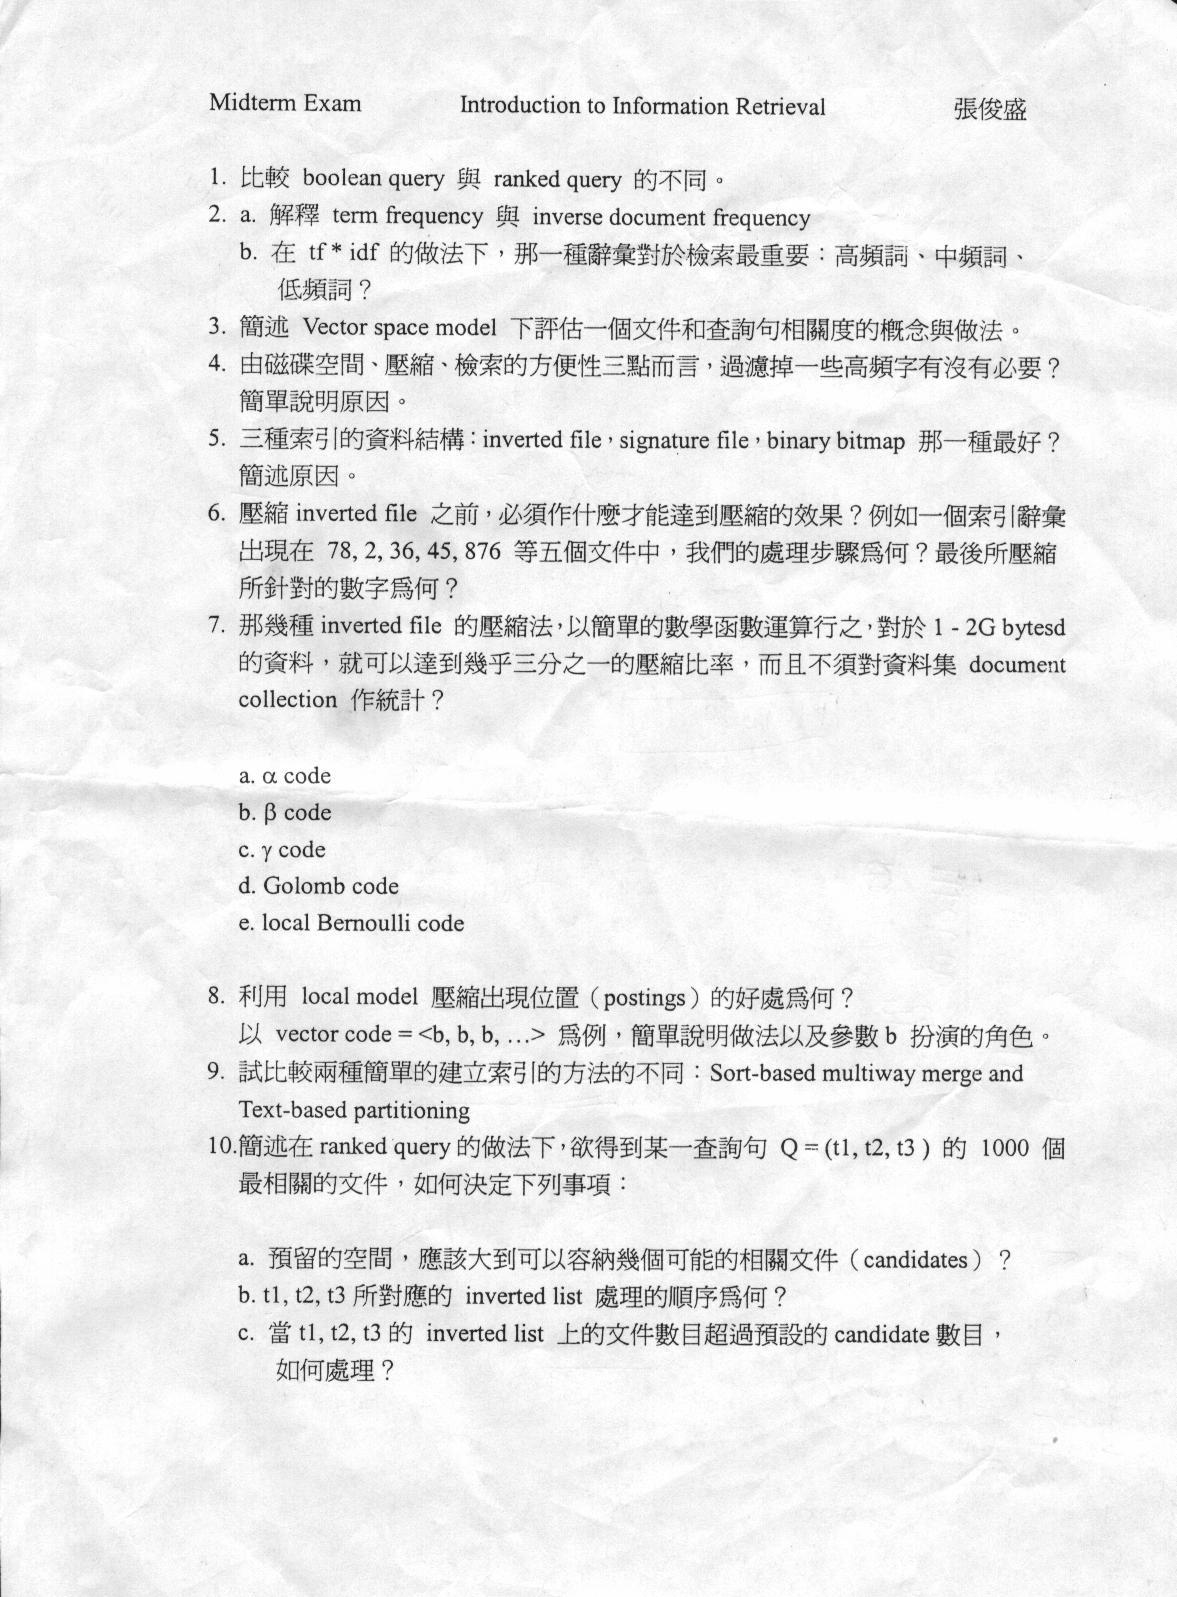 Midterm Exam Introduction to Information Retrieval 張俊盛
1. 比較 boolean query 與 ranked query 的不同。
2. a. 解釋 term frequency 與 inverse document frequency
b. 在 tf * idf 的做法下，那一種辭彙對於檢索最重要：高頻詞、中頻詞、
低頻詞？
3. 簡述 Vector space model 下評估一個文件和查詢句相關度的概念與做法。
4. 由磁碟空間、壓縮、檢索的方便性三點而言，過濾掉一些高頻字有沒有必要？
簡單說明原因。
5. 三種索引的資料結構：inverted file，signature file，binary bitmap 那一種最好？
簡述原因。
6. 壓縮 inverted file 之前，必須作什麼才能達到壓縮的效果？例如一個索引辭彙
出現在 78, 2, 36, 45, 876 等五個文件中，我們的處理步驟為何？最後所壓縮
所針對的數字為何？
7. 那幾種 inverted file 的壓縮法，以簡單的數學函數運算行之，對於 1 - 2G bytesd
的資料，就可以達到幾乎三分之一的壓縮比率，而且不須對資料集 document
collection 作統計？
a. α code
b. β code
c. γ code
d. Golomb code
e. local Bernoulli code
8. 利用 local model 壓縮出現位置（postings）的好處為何？
以 vector code = <b, b, b, …> 為例，簡單說明做法以及參數 b 扮演的角色。
9. 試比較兩種簡單的建立索引的方法的不同：Sort-based multiway merge and
Text-based partitioning
10.簡述在 ranked query 的做法下，欲得到某一查詢句 Q = (t1, t2, t3 ) 的 1000 個
最相關的文件，如何決定下列事項：
a. 預留的空間，應該大到可以容納幾個可能的相關文件（candidates）？
b. t1, t2, t3 所對應的 inverted list 處理的順序為何？
c. 當 t1, t2, t3 的 inverted list 上的文件數目超過預設的 candidate 數目，
如何處理？